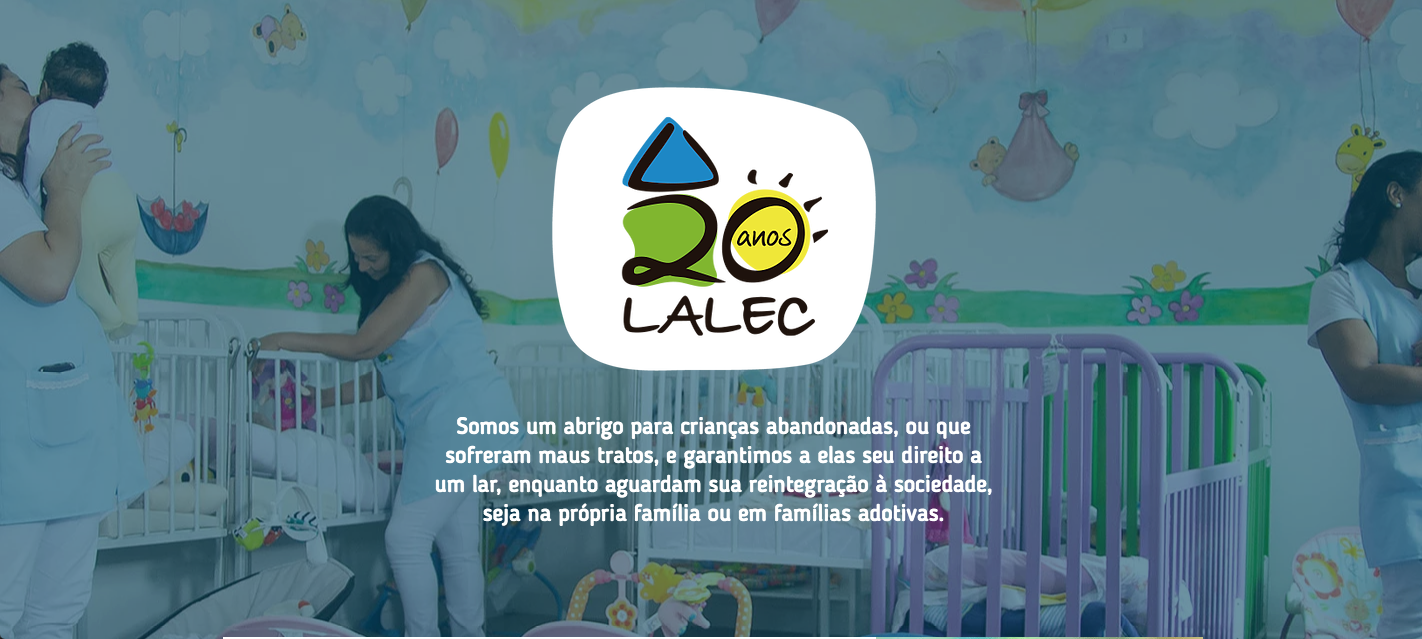 20
anos
LALEC
Somos um abrigo para crianças abandonadas, ou que
sofreram maus tratos, e garantimos a elas seu direito a
um lar, enquanto aguardam sua reintegração à sociedade,
seja na própria família ou em famílias adotivas.